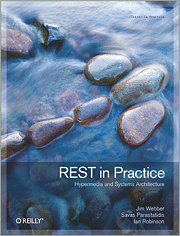 REST in Practice
Hypermedia and Systems Architecture
O'REILLY®
Jim Webber
Savas Parastatidis
Ian Robinson